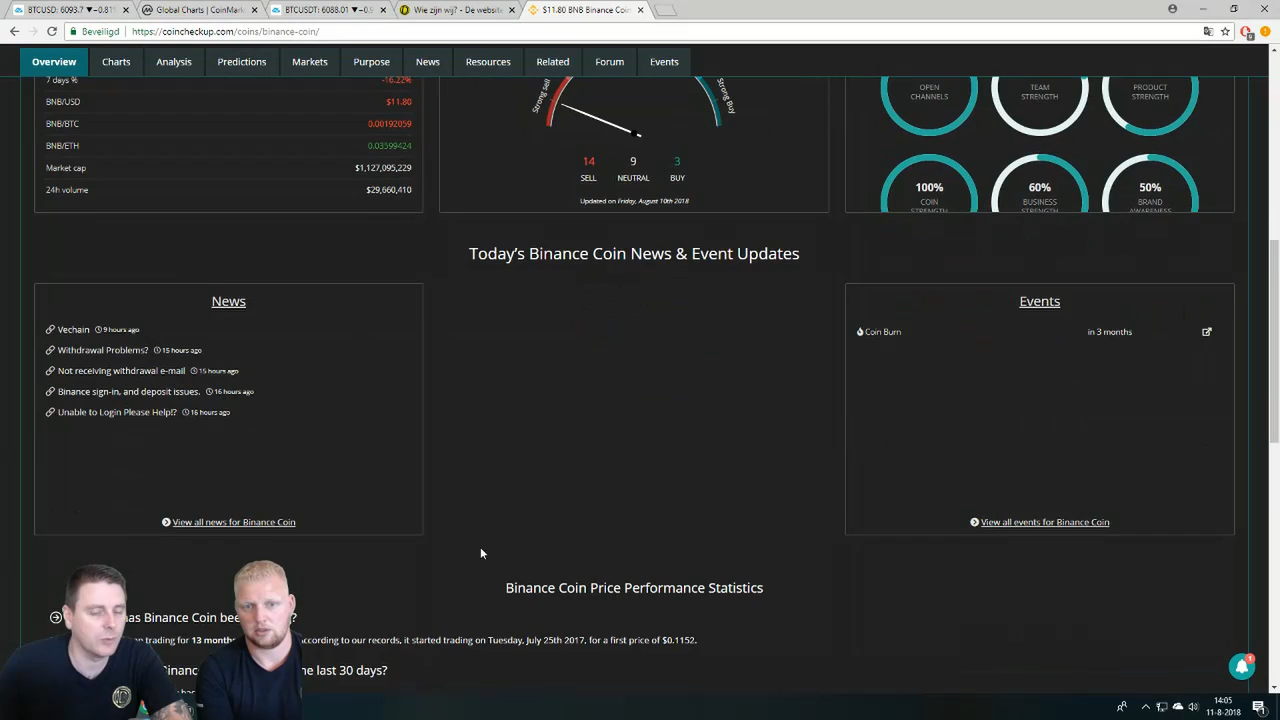 BTCUSDT: 6093.7 ▼-0.81%
Global Charts | CoinMark
BTCUSDT: 6088.01 ▼-0.9
Wie zijn wij? - De website
$11.80 BNB Binance Coin
Beveiligd
https://coincheckup.com/coins/binance-coin/
Overview
Charts
Analysis
Predictions
Markets
Purpose
News
Resources
Related
Forum
Events
7 days % -16.22%
BNB/USD $11.80
BNB/BTC 0.00192059
BNB/ETH 0.03599424
Market cap $1,127,095,229
24h volume $29,660,410
Strong sell
Strong Buy
14 9 3
SELL NEUTRAL BUY
Updated on Friday, August 10th 2018
OPEN CHANNELS
TEAM STRENGTH
PRODUCT STRENGTH
100% COIN STRENGTH
60% BUSINESS STRENGTH
50% BRAND AWARENESS
Today's Binance Coin News & Event Updates
News
Vechain 9 hours ago
Withdrawal Problems? 15 hours ago
Not receiving withdrawal e-mail 15 hours ago
Binance sign-in, and deposit issues. 16 hours ago
Unable to Login Please Help!? 16 hours ago
View all news for Binance Coin
Events
Coin Burn in 3 months
View all events for Binance Coin
Binance Coin Price Performance Statistics
has Binance Coin bee
trading for 13 month
According to our records, it started trading on Tuesday, July 25th 2017, for a first price of $0.1152.
e last 30 days?
1
14:05
11-8-2018